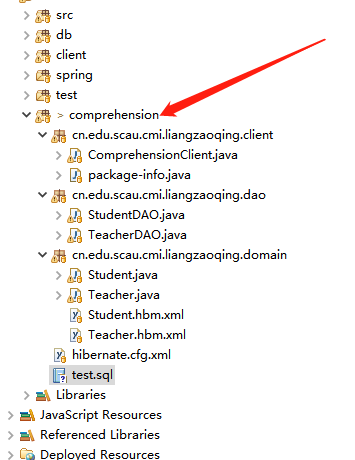 src
db
client
spring
test
> comprehension
cn.edu.scau.cmi.liangzaoqing.client
ComprehensionClient.java
package-info.java
cn.edu.scau.cmi.liangzaoqing.dao
StudentDAO.java
TeacherDAO.java
cn.edu.scau.cmi.liangzaoqing.domain
Student.java
Teacher.java
Student.hbm.xml
Teacher.hbm.xml
hibernate.cfg.xml
test.sql
Libraries
JavaScript Resources
Referenced Libraries
Deployed Resources